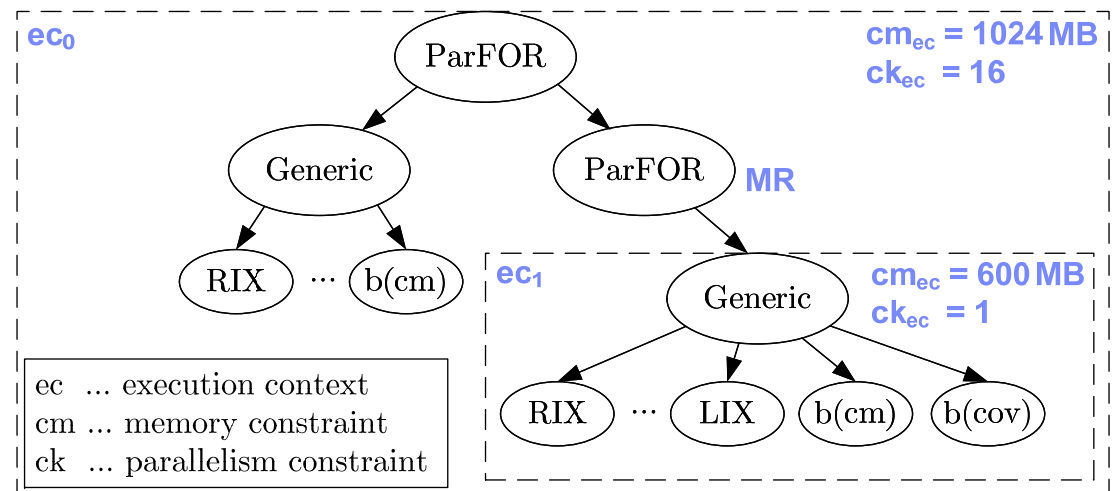 ec0
ParFOR
cmec = 1024 MB
ckec = 16
Generic
ParFOR
MR
RIX ... b(cm)
ec1
Generic
cmec = 600 MB
ckec = 1
RIX ... LIX b(cm) b(cov)
ec ... execution context
cm ... memory constraint
ck ... parallelism constraint